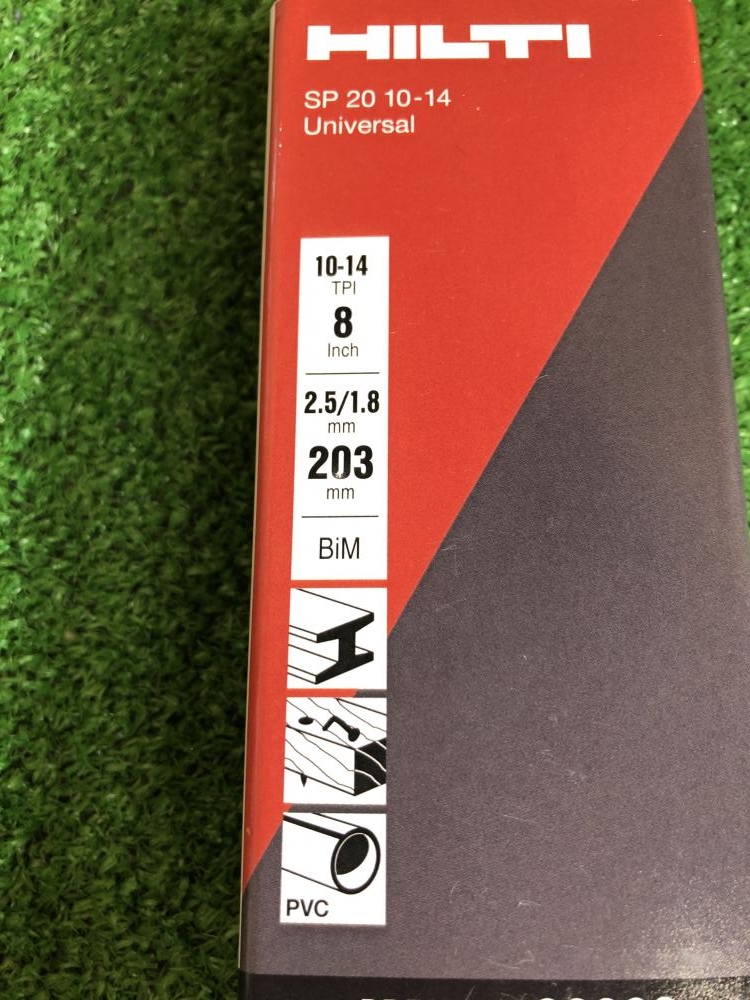 HILTI
SP 20 10-14
Universal
10-14
TPI
8
Inch
2.5/1.8
mm
203
mm
BiM
PVC